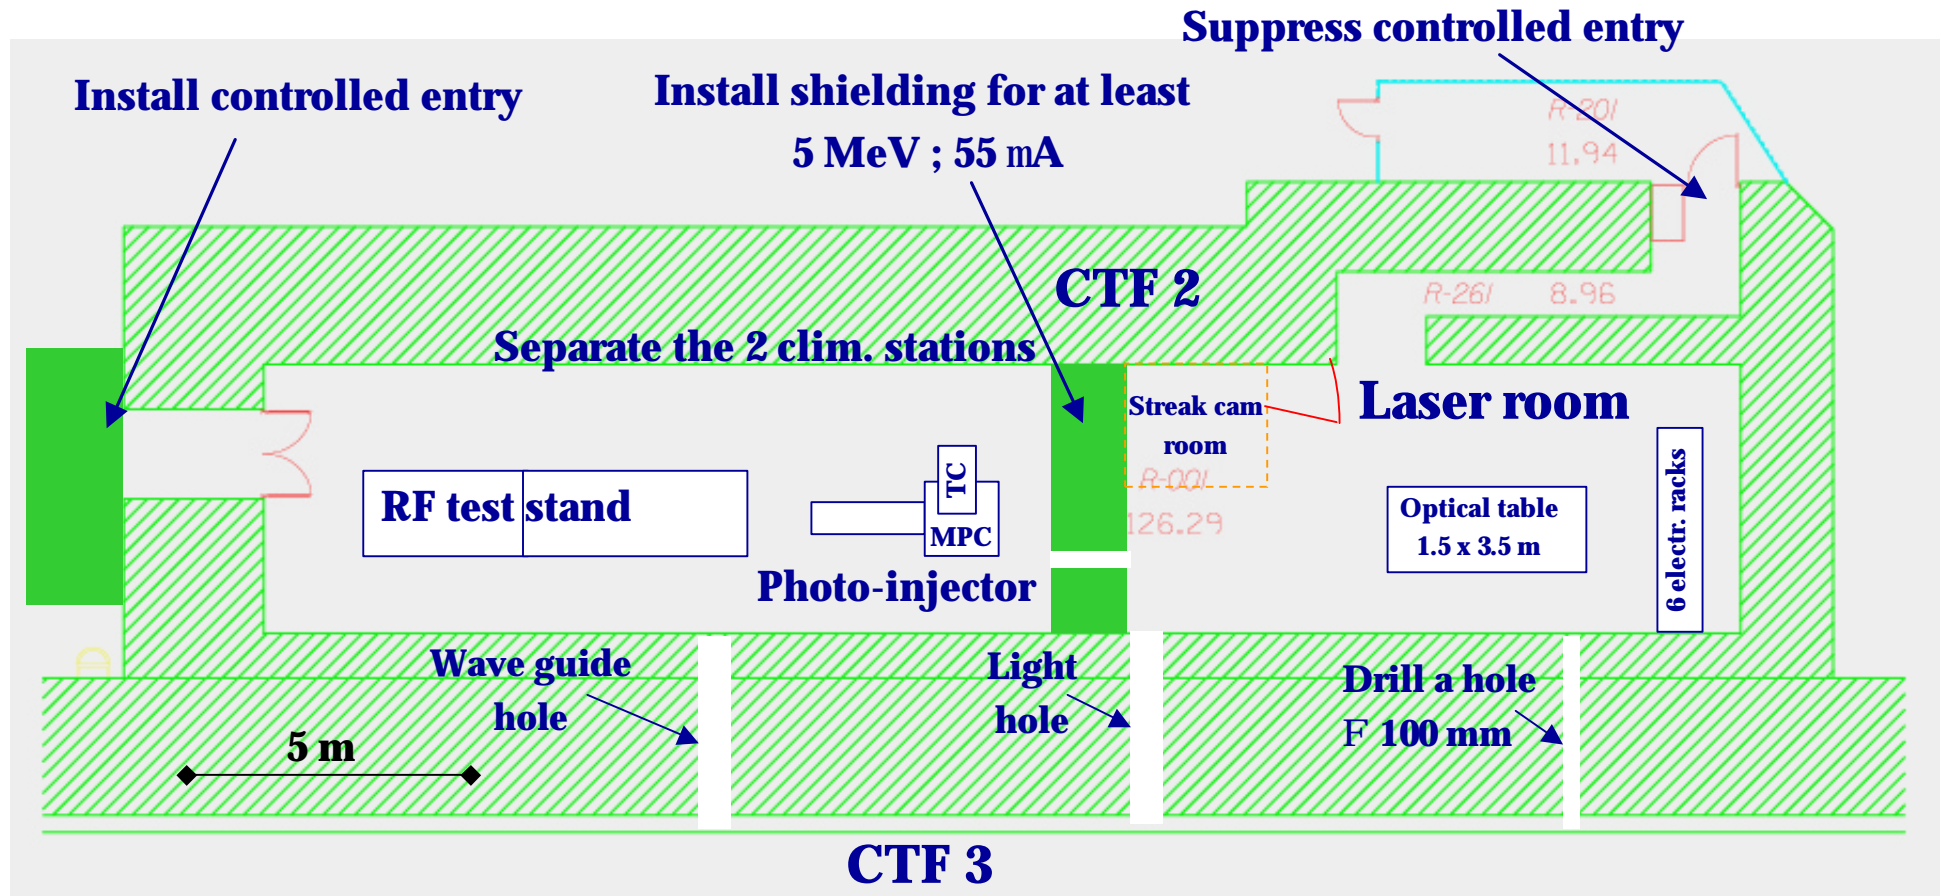 Suppress controlled entry
Install controlled entry
Install shielding for at least
5 MeV ; 55 mA
R-201
11.94
CTF 2
R-261 8.96
Separate the 2 clim. stations
Streak cam
room
Laser room
R-001
126.29
RF test stand
TC
MPC
Optical table
1.5 x 3.5 m
6 electr. racks
Photo-injector
Wave guide
hole
Light
hole
Drill a hole
F 100 mm
5 m
CTF 3